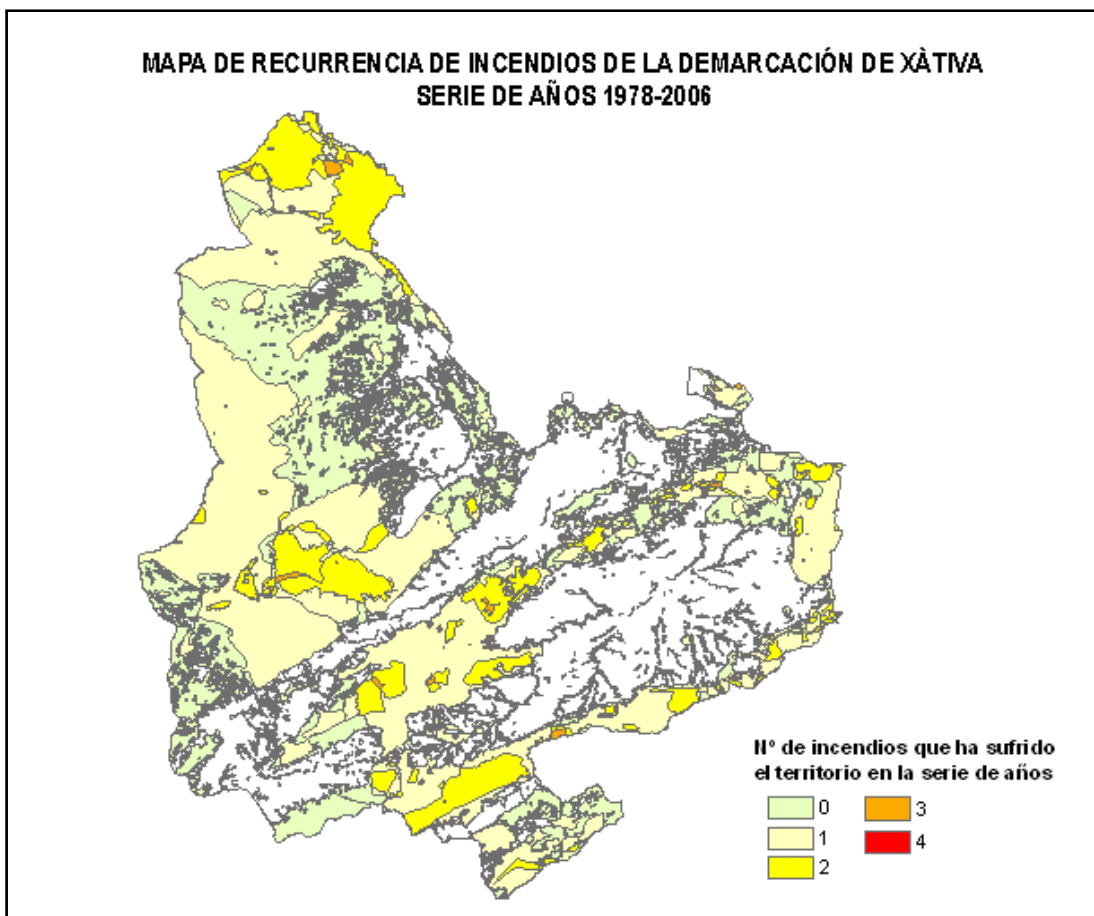 MAPA DE RECURRENCIA DE INCENDIOS DE LA DEMARCACIÓN DE XÀTIVA
SERIE DE AÑOS 1978-2006
Nº de incendios que ha sufrido
el territorio en la serie de años
0
1
2
3
4